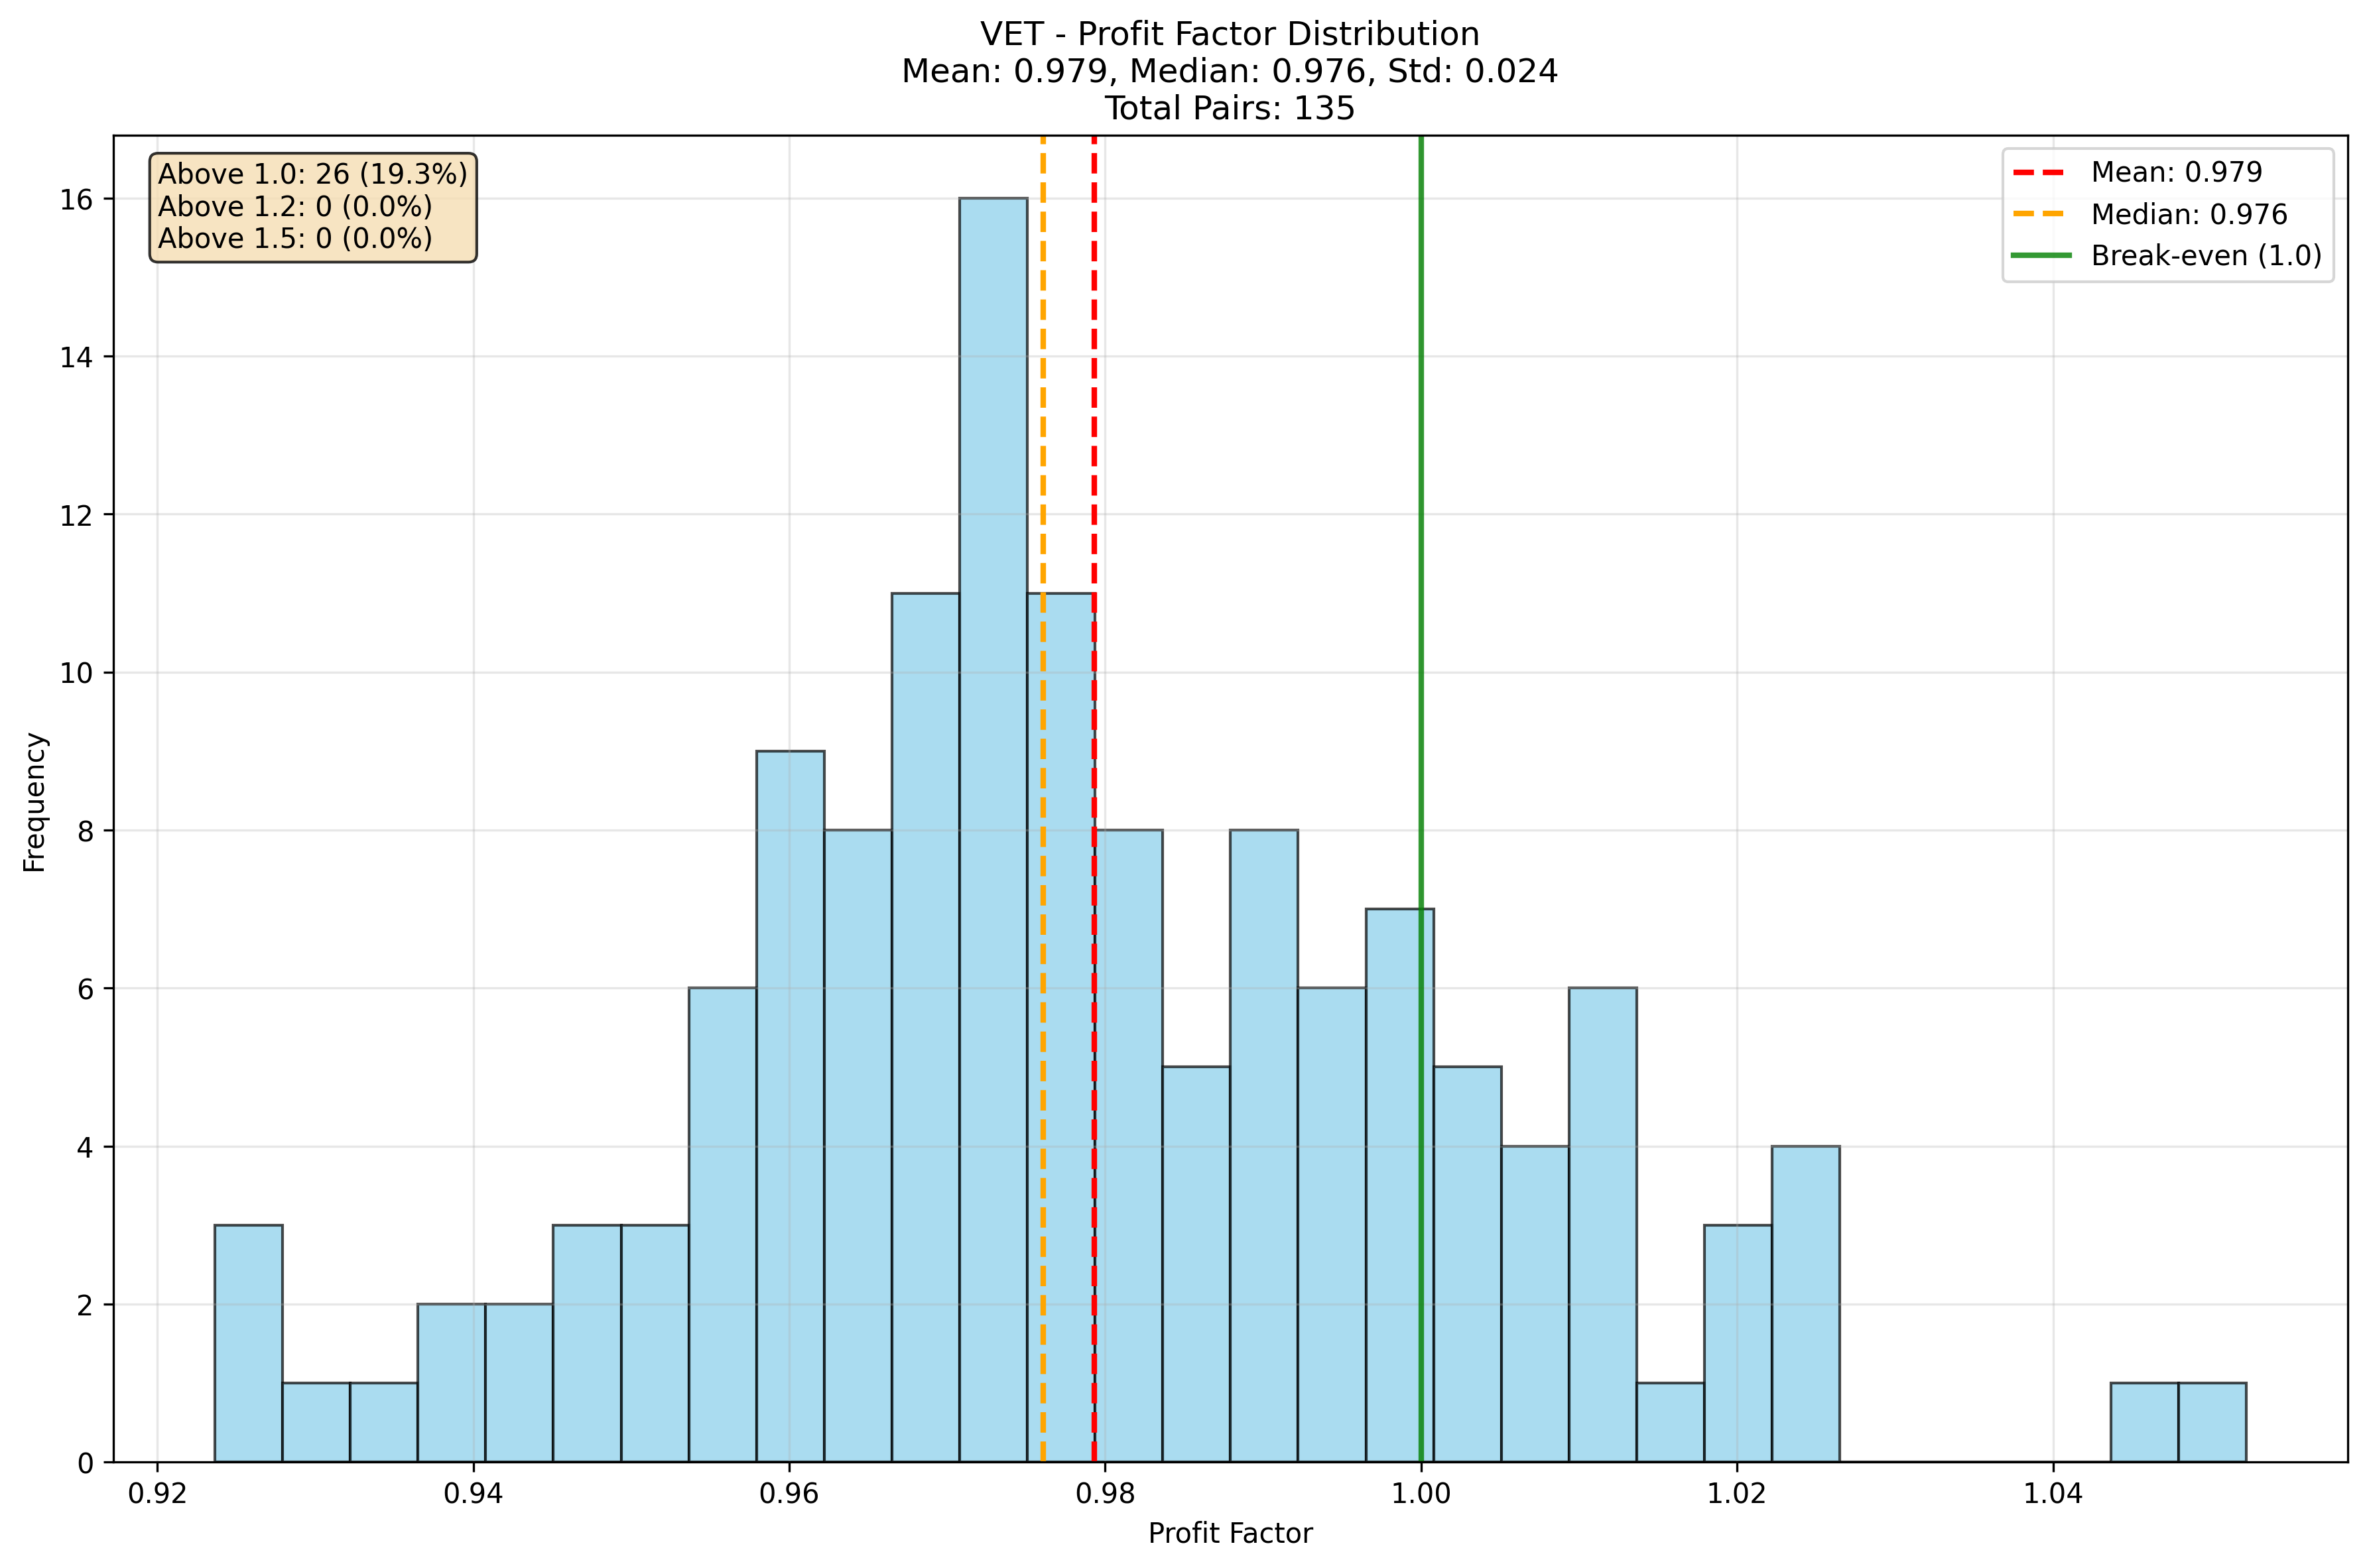 VET - Profit Factor Distribution
Mean: 0.979, Median: 0.976, Std: 0.024
Total Pairs: 135
Above 1.0: 26 (19.3%)
Above 1.2: 0 (0.0%)
Above 1.5: 0 (0.0%)
Mean: 0.979
Median: 0.976
Break-even (1.0)
Frequency
16
14
12
10
8
6
4
2
0
0.92 0.94 0.96 0.98 1.00 1.02 1.04
Profit Factor